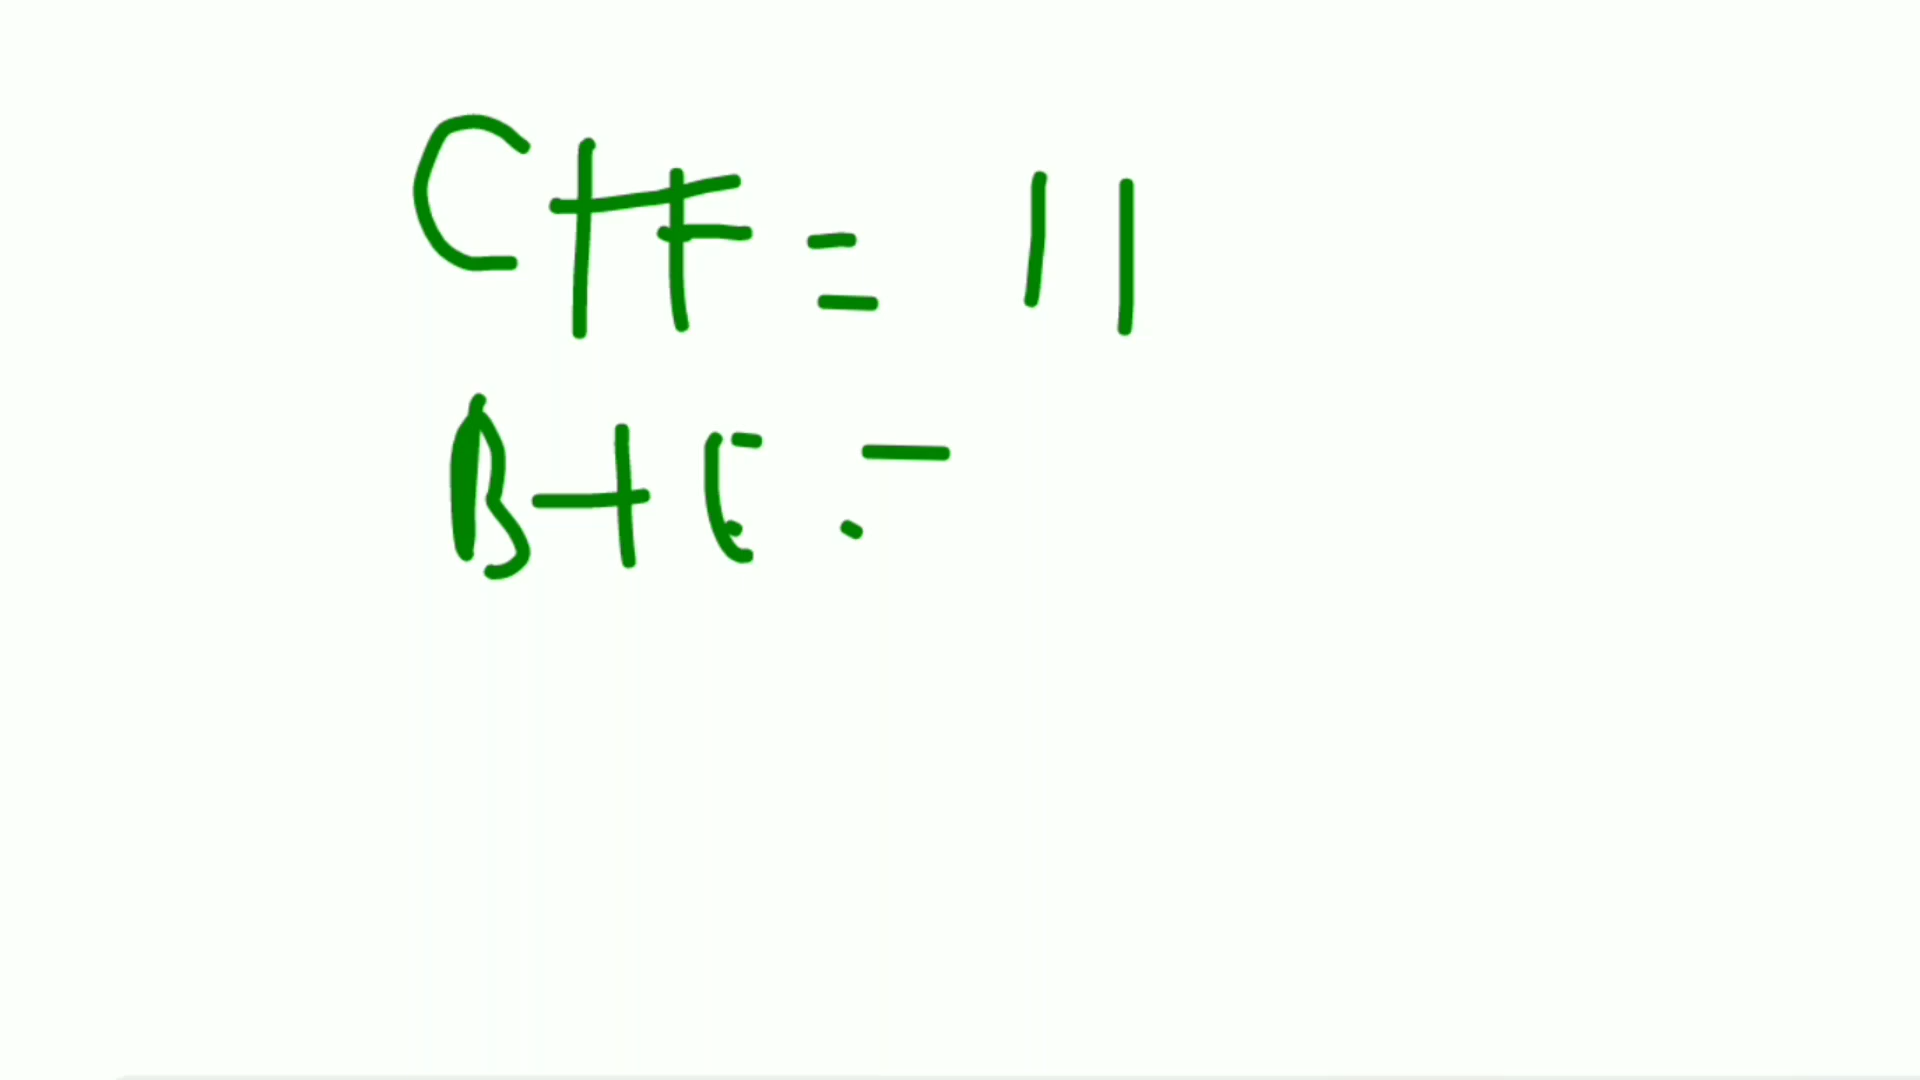 C+F = 11
B+E =